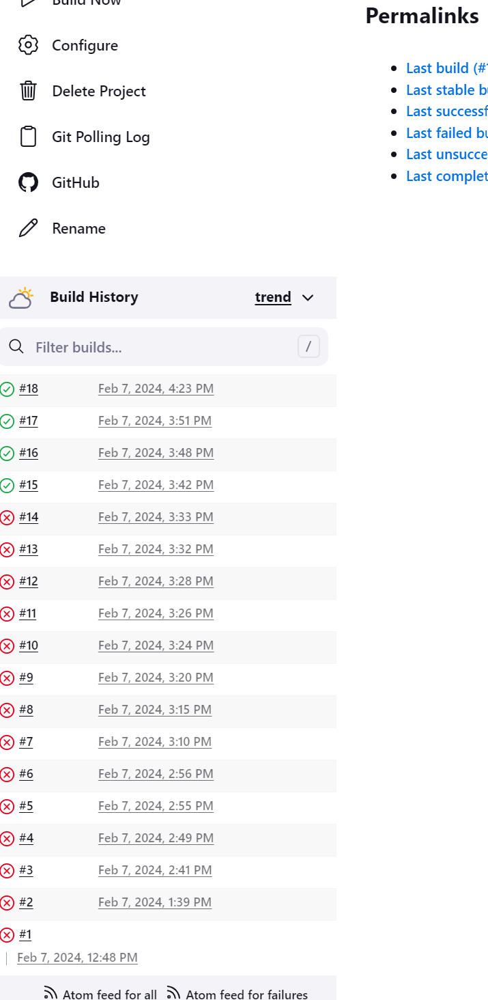 Build Now
Configure
Delete Project
Git Polling Log
GitHub
Rename
Permalinks
Last build (#1
Last stable b
Last successf
Last failed bu
Last unsucce
Last complet
Build History trend
Filter builds... /
#18 Feb 7, 2024, 4:23 PM
#17 Feb 7, 2024, 3:51 PM
#16 Feb 7, 2024, 3:48 PM
#15 Feb 7, 2024, 3:42 PM
#14 Feb 7, 2024, 3:33 PM
#13 Feb 7, 2024, 3:32 PM
#12 Feb 7, 2024, 3:28 PM
#11 Feb 7, 2024, 3:26 PM
#10 Feb 7, 2024, 3:24 PM
#9 Feb 7, 2024, 3:20 PM
#8 Feb 7, 2024, 3:15 PM
#7 Feb 7, 2024, 3:10 PM
#6 Feb 7, 2024, 2:56 PM
#5 Feb 7, 2024, 2:55 PM
#4 Feb 7, 2024, 2:49 PM
#3 Feb 7, 2024, 2:41 PM
#2 Feb 7, 2024, 1:39 PM
#1
Feb 7, 2024, 12:48 PM
Atom feed for all Atom feed for failures